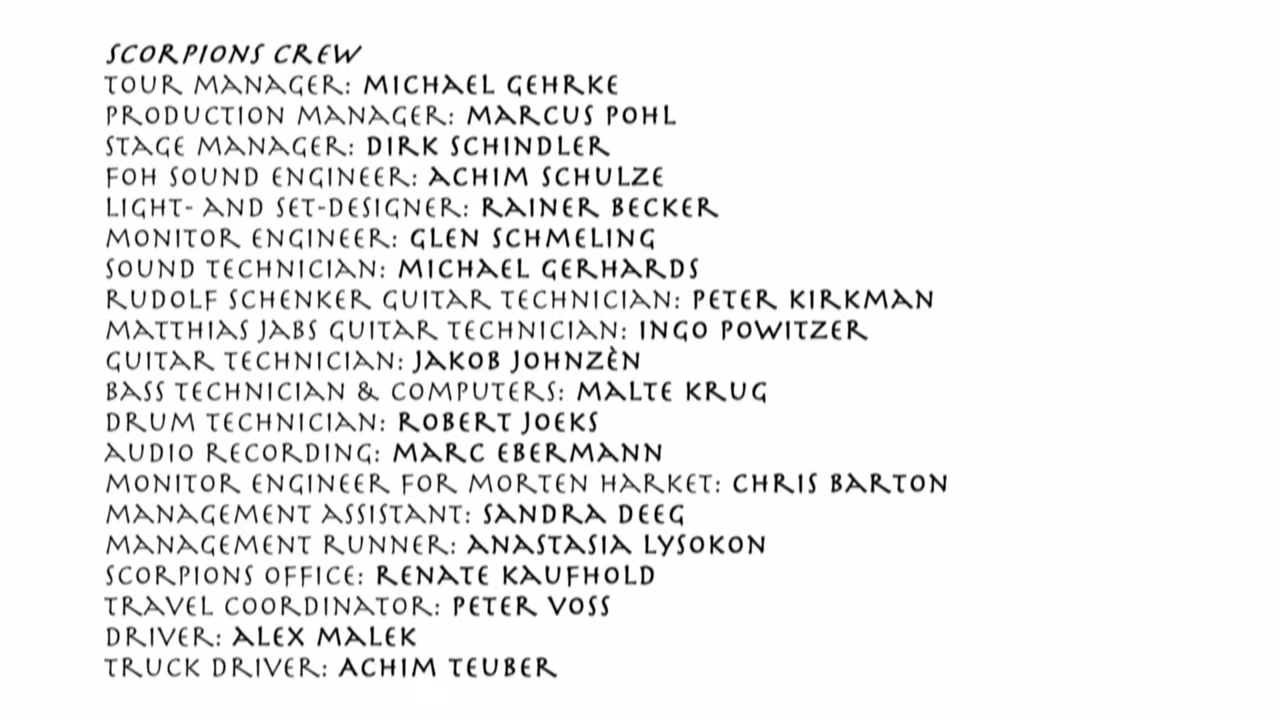 SCORPIONS CREW
TOUR MANAGER: MICHAEL GEHRKE
PRODUCTION MANAGER: MARCUS POHL
STAGE MANAGER: DIRK SCHINDLER
FOH SOUND ENGINEER: ACHIM SCHULZE
LIGHT- AND SET-DESIGNER: RAINER BECKER
MONITOR ENGINEER: GLEN SCHMELING
SOUND TECHNICIAN: MICHAEL GERHARDS
RUDOLF SCHENKER GUITAR TECHNICIAN: PETER KIRKMAN
MATTHIAS JABS GUITAR TECHNICIAN: INGO POWITZER
GUITAR TECHNICIAN: JAKOB JOHNZÈN
BASS TECHNICIAN & COMPUTERS: MALTE KRUG
DRUM TECHNICIAN: ROBERT JOEKS
AUDIO RECORDING: MARC EBERMANN
MONITOR ENGINEER FOR MORTEN HARKET: CHRIS BARTON
MANAGEMENT ASSISTANT: SANDRA DEEG
MANAGEMENT RUNNER: ANASTASIA LYSOKON
SCORPIONS OFFICE: RENATE KAUFHOLD
TRAVEL COORDINATOR: PETER VOSS
DRIVER: ALEX MALEK
TRUCK DRIVER: ACHIM TEUBER